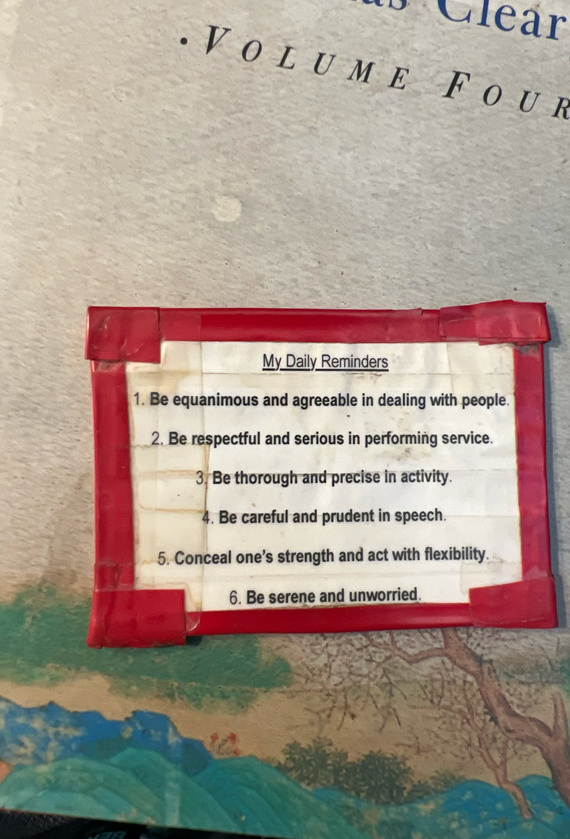 Clear
• VOLUME FOUR
My Daily Reminders
1. Be equanimous and agreeable in dealing with people.
2. Be respectful and serious in performing service.
3. Be thorough and precise in activity.
4. Be careful and prudent in speech.
5. Conceal one's strength and act with flexibility.
6. Be serene and unworried.